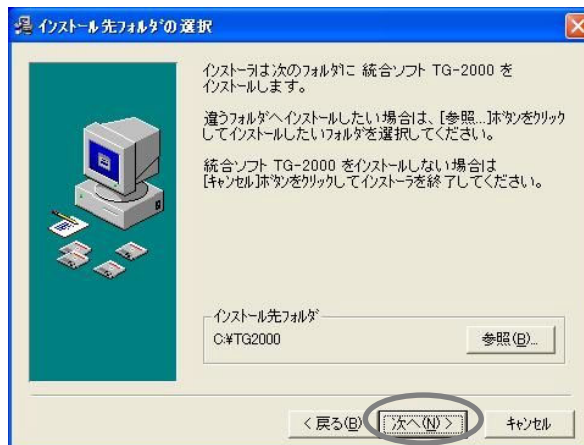 インストール先フォルダの選択
インストーラは次のフォルダに 統合ソフト TG-2000 を
インストールします。
違うフォルダへインストールしたい場合は、[参照...]ボタンをクリック
してインストールしたいフォルダを選択してください。
統合ソフト TG-2000 をインストールしない場合は
[キャンセル]ボタンをクリックしてインストーラを終了してください。
インストール先フォルダ
C:¥TG2000
参照(B)...
< 戻る(B)
次へ(N) >
キャンセル